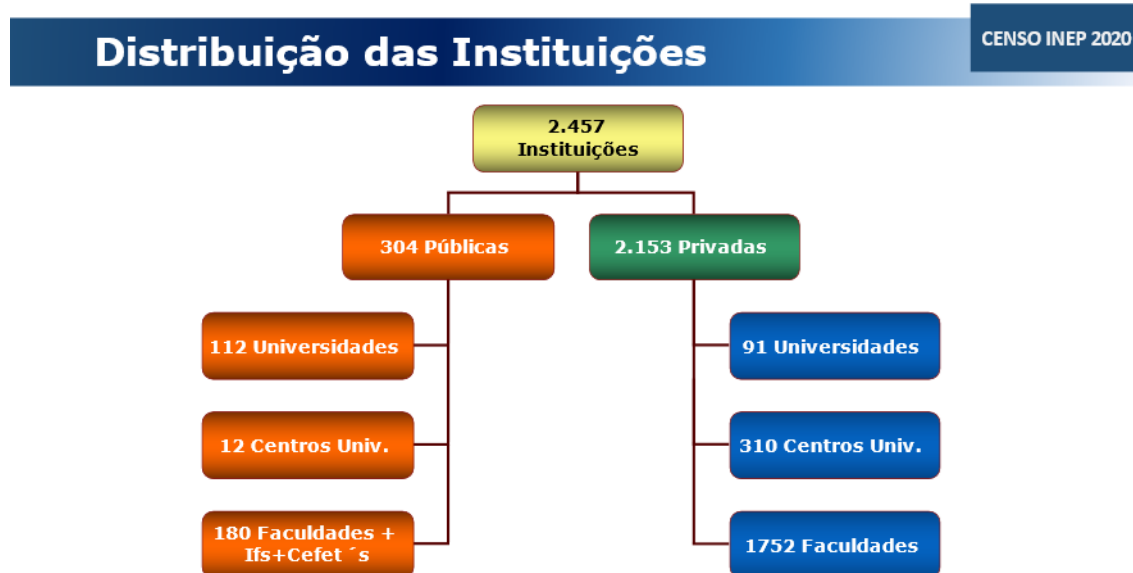 Distribuição das Instituições
CENSO INEP 2020
2.457
Instituições
304 Públicas
2.153 Privadas
112 Universidades
91 Universidades
12 Centros Univ.
310 Centros Univ.
180 Faculdades +
Ifs+Cefet ´s
1752 Faculdades